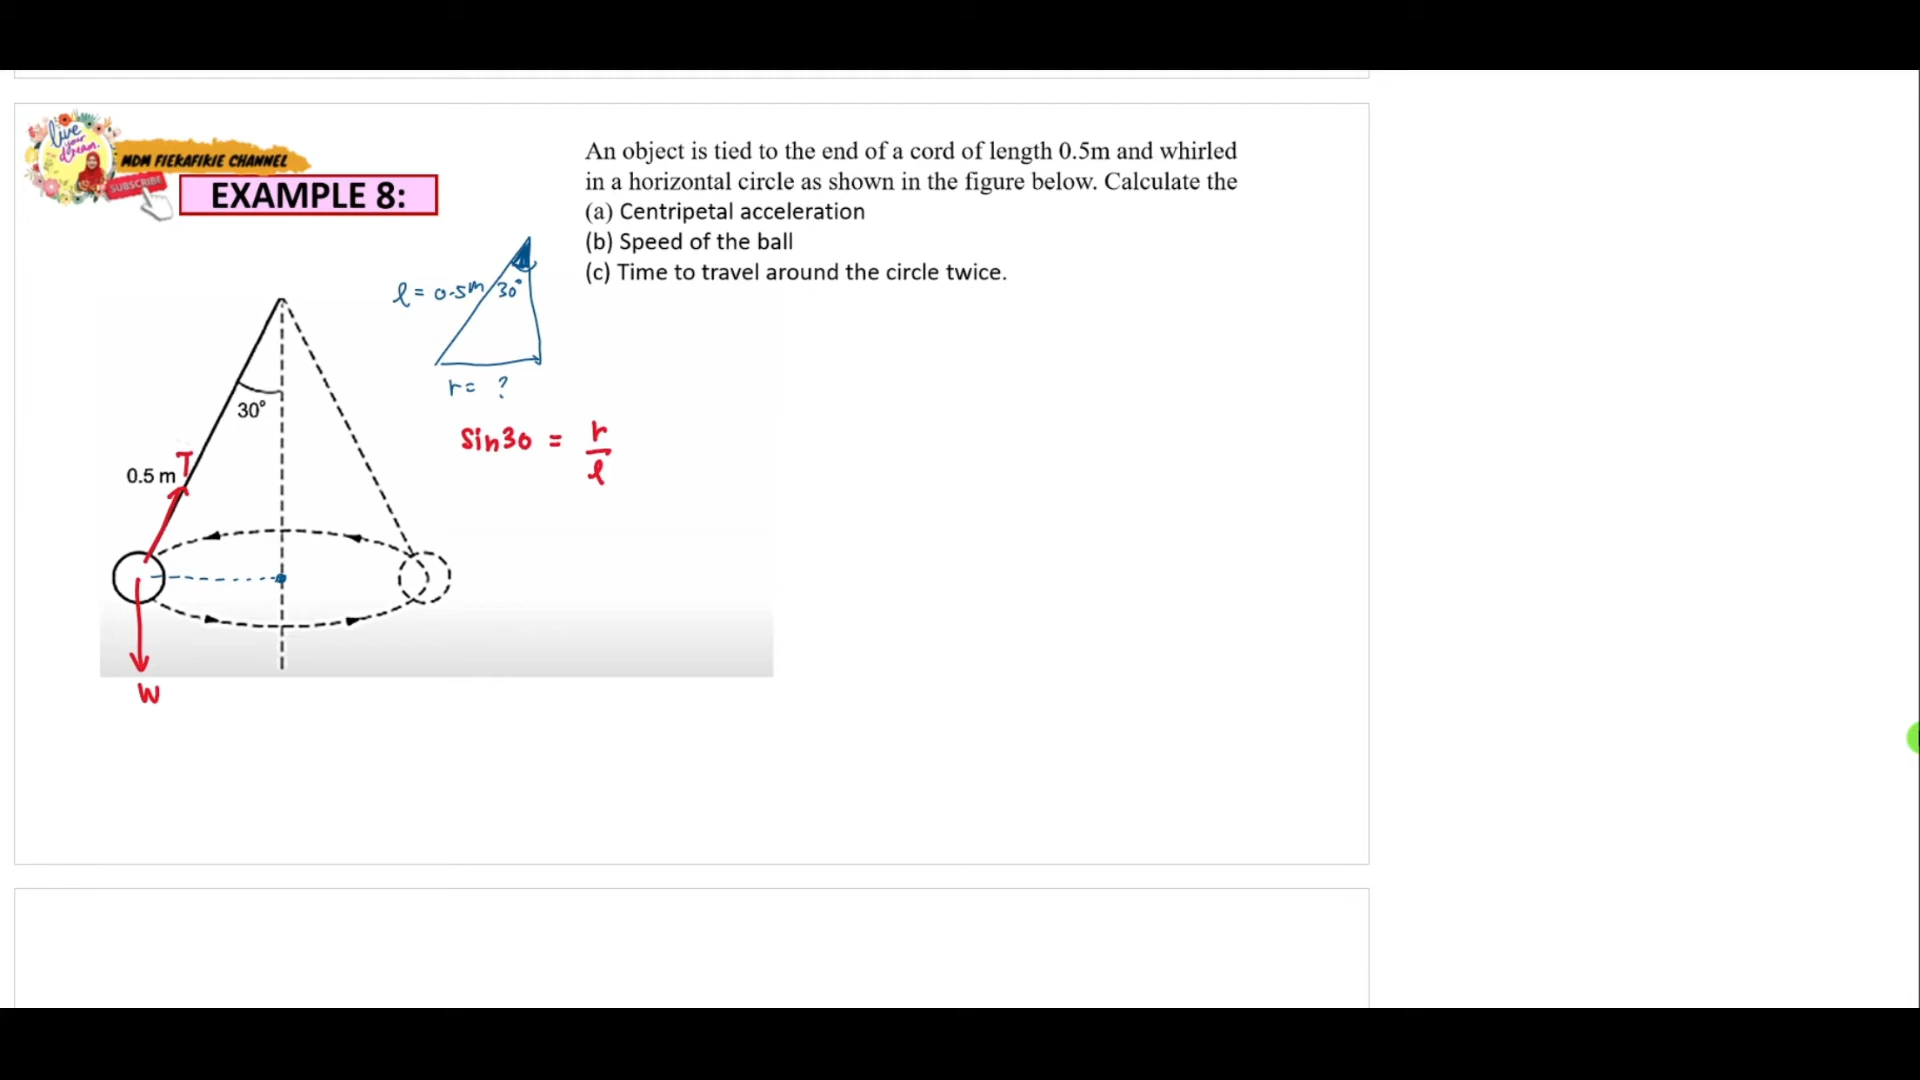 live
your
dream.
MDM FIEKAFIKIE CHANNEL
SUBSCRIBE
EXAMPLE 8:
An object is tied to the end of a cord of length 0.5m and whirled
in a horizontal circle as shown in the figure below. Calculate the
(a) Centripetal acceleration
(b) Speed of the ball
(c) Time to travel around the circle twice.
l = 0.5m
30°
r = ?
sin30 = r
l
30°
0.5 m
T
W